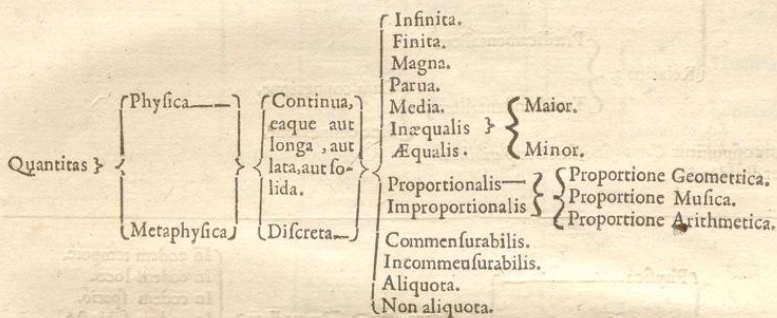 Quantitas
Phyſica
Metaphyſica
Continua,
eaque aut
longa, aut
lata, aut ſo-
lida.
Diſcreta
Infinita.
Finita.
Magna.
Parua.
Media.
Inæqualis
Æqualis.
Maior.
Minor.
Proportionalis
Improportionalis
Proportione Geometrica.
Proportione Muſica.
Proportione Arithmetica.
Commenſurabilis.
Incommenſurabilis.
Aliquota.
Non aliquota.